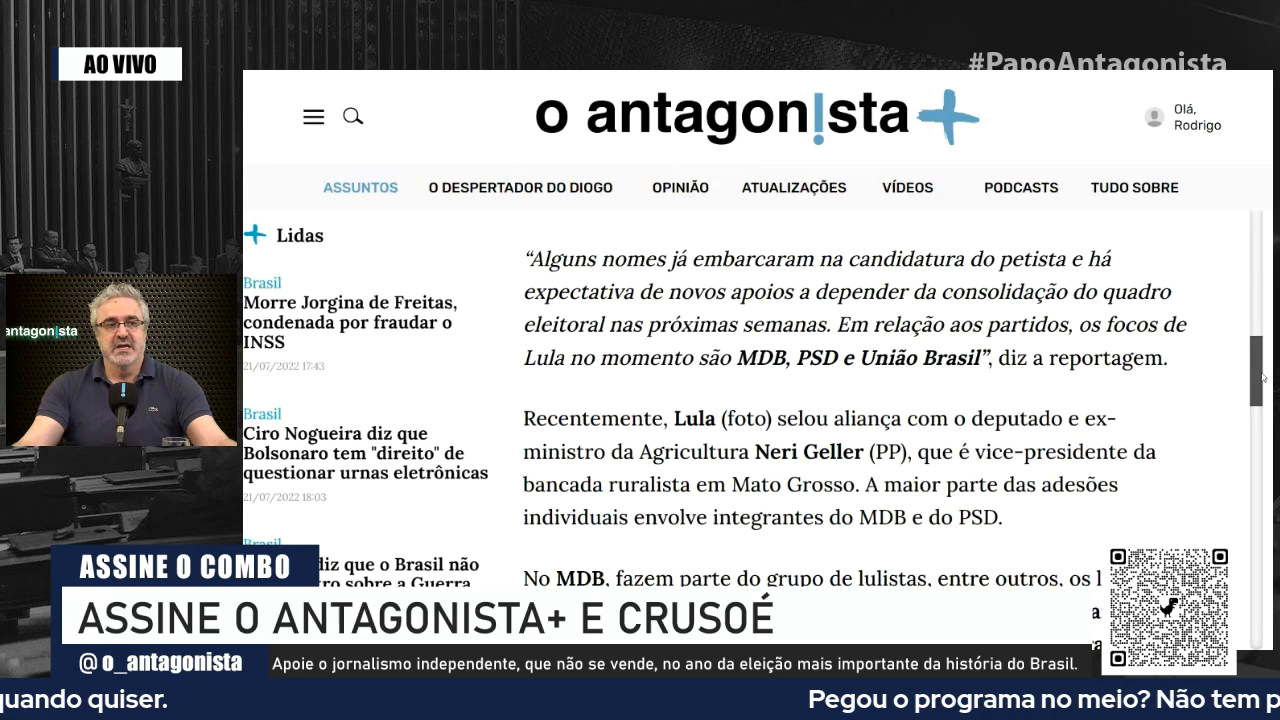 AO VIVO
#PapoAntagonista
o antagon!sta+
Olá,
Rodrigo
ASSUNTOS
O DESPERTADOR DO DIOGO
OPINIÃO
ATUALIZAÇÕES
VÍDEOS
PODCASTS
TUDO SOBRE
+ Lidas
Brasil
Morre Jorgina de Freitas,
condenada por fraudar o
INSS
21/07/2022 17:43
Brasil
Ciro Nogueira diz que
Bolsonaro tem "direito" de
questionar urnas eletrônicas
21/07/2022 18:03
Brasil
diz que o Brasil não
tro sobre a Guerra
“Alguns nomes já embarcaram na candidatura do petista e há
expectativa de novos apoios a depender da consolidação do quadro
eleitoral nas próximas semanas. Em relação aos partidos, os focos de
Lula no momento são MDB, PSD e União Brasil”, diz a reportagem.
Recentemente, Lula (foto) selou aliança com o deputado e ex-
ministro da Agricultura Neri Geller (PP), que é vice-presidente da
bancada ruralista em Mato Grosso. A maior parte das adesões
individuais envolve integrantes do MDB e do PSD.
No MDB, fazem parte do grupo de lulistas, entre outros, os
antagon!sta
ASSINE O COMBO
ASSINE O ANTAGONISTA+ E CRUSOÉ
@o_antagonista
Apoie o jornalismo independente, que não se vende, no ano da eleição mais importante da história do Brasil.
quando quiser.
Pegou o programa no meio? Não tem p